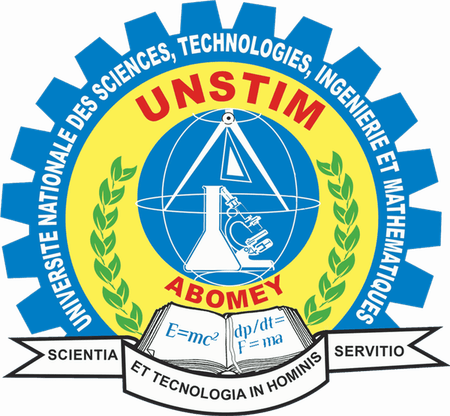 UNIVERSITE NATIONALE DES SCIENCES, TECHNOLOGIES, INGENIERIE ET MATHEMATIQUES
UNSTIM
ABOMEY
E=mc²
dp/dt=
F = ma
SCIENTIA ET TECNOLOGIA IN HOMINIS SERVITIO